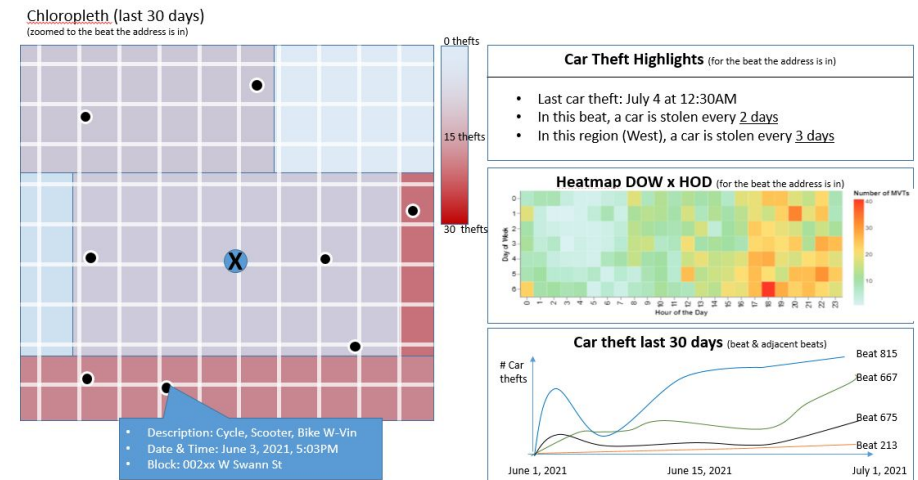 Chloropleth (last 30 days)
(zoomed to the beat the address is in)
0 thefts
15 thefts
30 thefts
X
Description: Cycle, Scooter, Bike W-Vin
Date & Time: June 3, 2021, 5:03PM
Block: 002xx W Swann St
Car Theft Highlights (for the beat the address is in)
Last car theft: July 4 at 12:30AM
In this beat, a car is stolen every 2 days
In this region (West), a car is stolen every 3 days
Heatmap DOW x HOD (for the beat the address is in)
Number of MVTs
40
30
20
10
Day of Week
0
1
2
3
4
5
6
0 1 2 3 4 5 6 7 8 9 10 11 12 13 14 15 16 17 18 19 20 21 22 23
Hour of the Day
Car theft last 30 days (beat & adjacent beats)
# Car
thefts
Beat 815
Beat 667
Beat 675
Beat 213
June 1, 2021 June 15, 2021 July 1, 2021